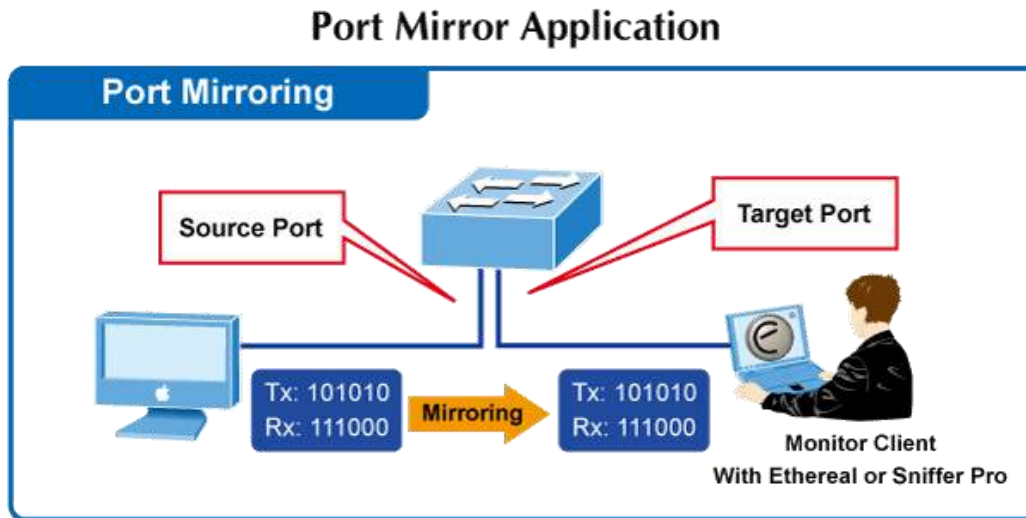 Port Mirror Application
Port Mirroring
Source Port
Target Port
Tx: 101010
Rx: 111000
Mirroring
Tx: 101010
Rx: 111000
Monitor Client
With Ethereal or Sniffer Pro